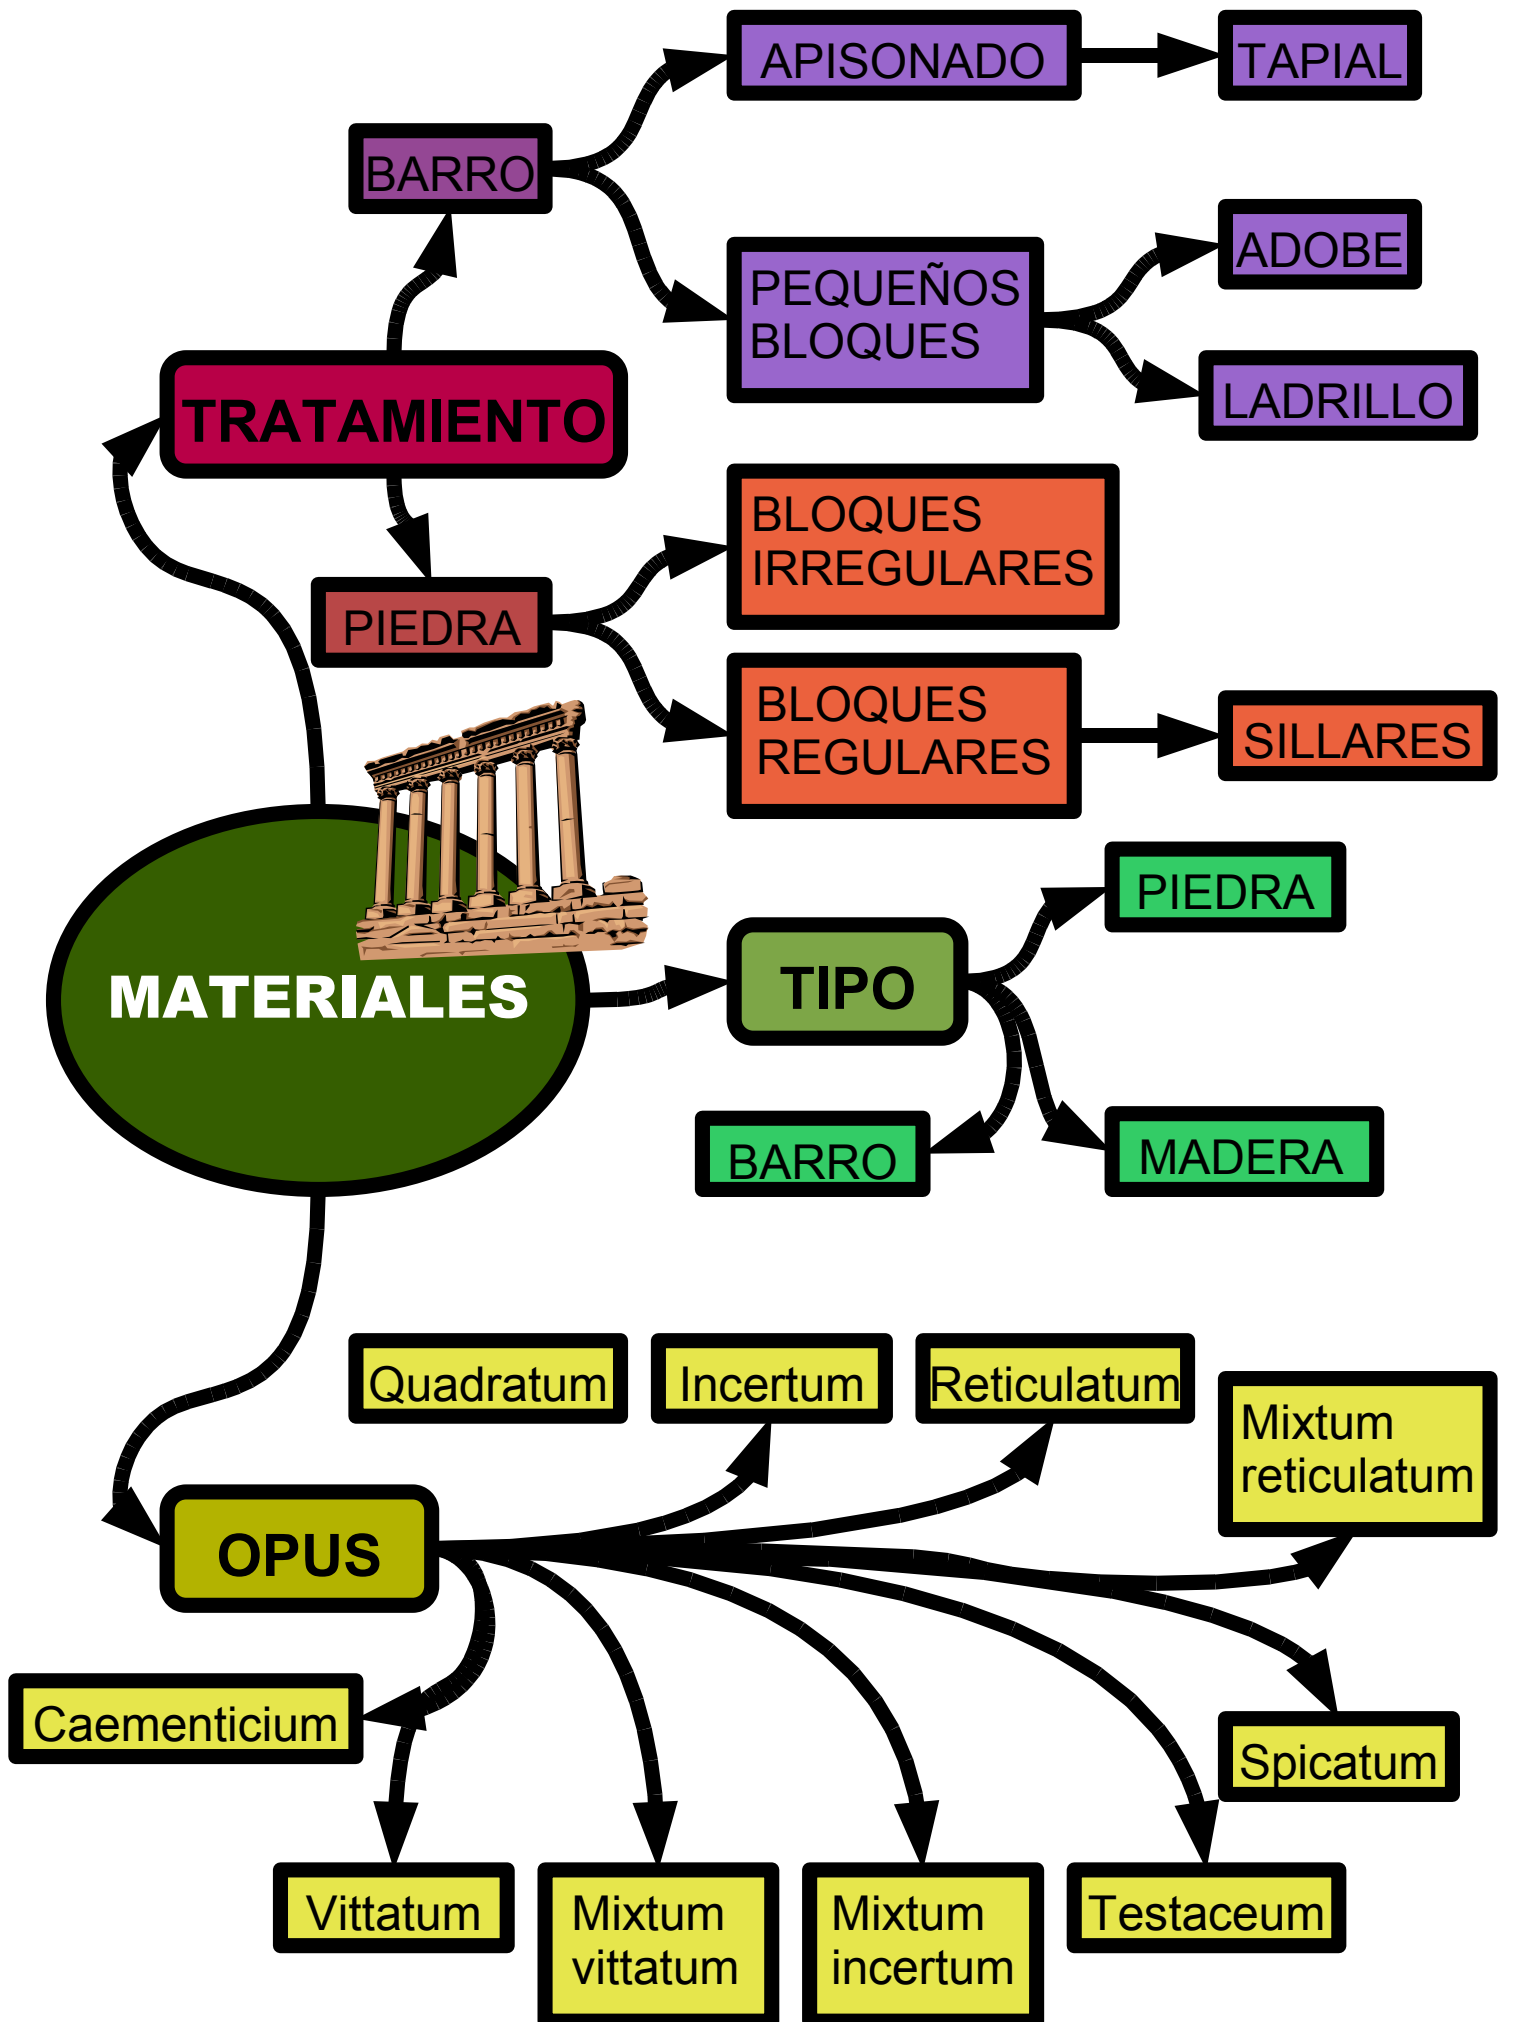 APISONADO
TAPIAL
BARRO
ADOBE
PEQUEÑOS
BLOQUES
LADRILLO
TRATAMIENTO
BLOQUES
IRREGULARES
PIEDRA
BLOQUES
REGULARES
SILLARES
PIEDRA
MATERIALES
TIPO
BARRO
MADERA
Quadratum
Incertum
Reticulatum
Mixtum
reticulatum
OPUS
Caementicium
Spicatum
Vittatum
Mixtum
vittatum
Mixtum
incertum
Testaceum